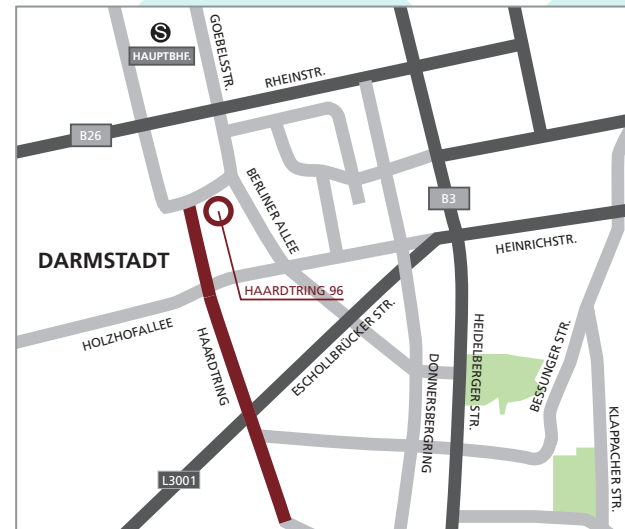 S
HAUPTBHF.
GOEBELSSTR.
RHEINSTR.
B26
BERLINER ALLEE
B3
HEINRICHSTR.
DARMSTADT
HAARDTRING 96
HOLZHOFALLEE
HAARDTRING
ESCHOLLBRÜCKER STR.
DONNERSBERGRING
HEIDELBERGER STR.
BESSUNGER STR.
KLAPPACHER STR.
L3001